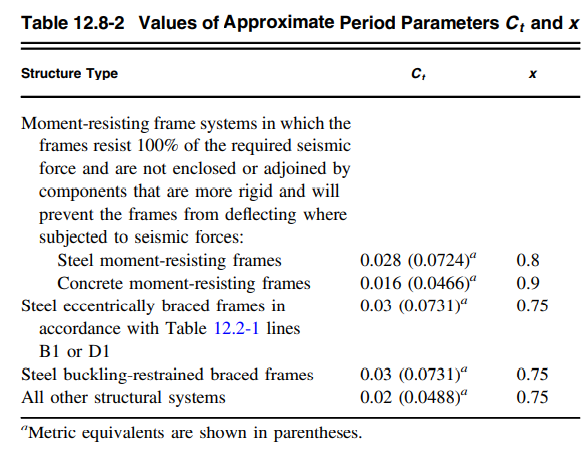 Table 12.8-2 Values of Approximate Period Parameters Cₜ and x
Structure Type Cₜ x
Moment-resisting frame systems in which the
frames resist 100% of the required seismic
force and are not enclosed or adjoined by
components that are more rigid and will
prevent the frames from deflecting where
subjected to seismic forces:
Steel moment-resisting frames 0.028 (0.0724)ᵃ 0.8
Concrete moment-resisting frames 0.016 (0.0466)ᵃ 0.9
Steel eccentrically braced frames in 0.03 (0.0731)ᵃ 0.75
accordance with Table 12.2-1 lines
B1 or D1
Steel buckling-restrained braced frames 0.03 (0.0731)ᵃ 0.75
All other structural systems 0.02 (0.0488)ᵃ 0.75
ᵃMetric equivalents are shown in parentheses.